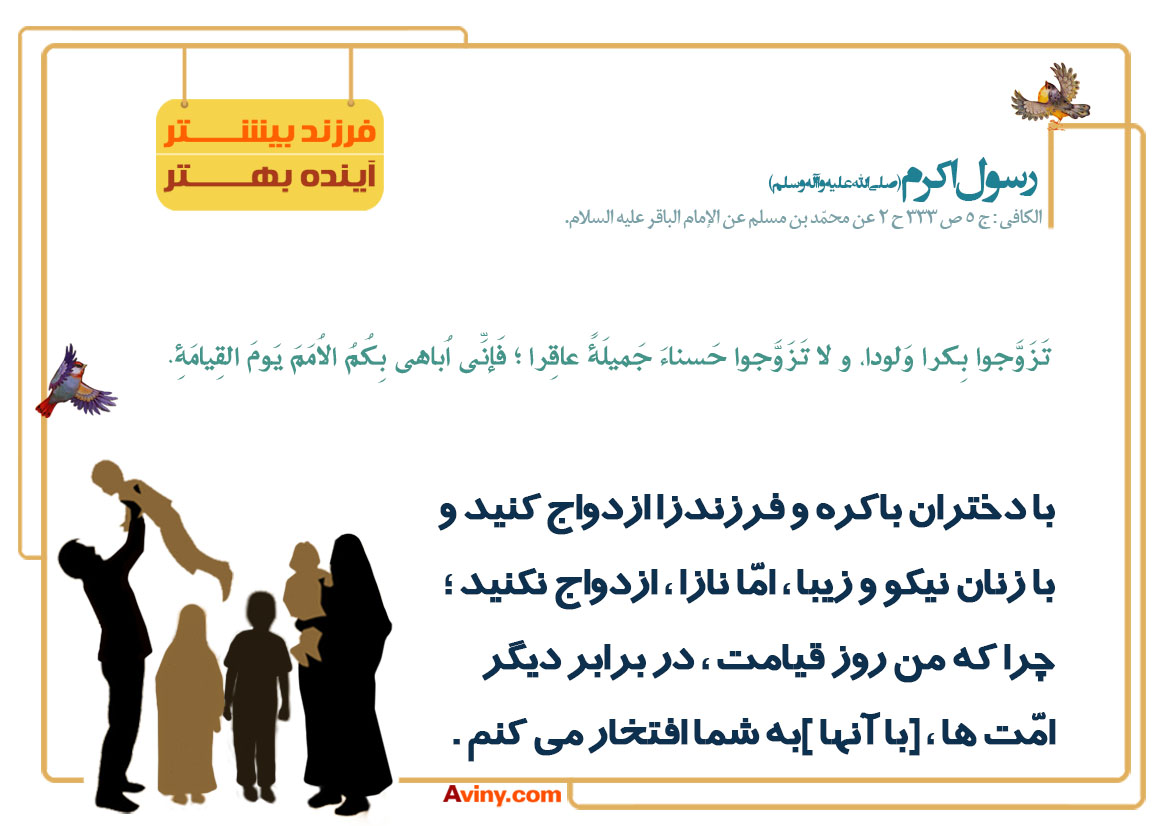 فرزند بیشتر
آینده بهتر
رسول اکرم (صلی‌الله‌علیه‌وآله‌وسلم)
الکافی : ج ۵ ص ۳۳۳ ح ۲ عن محمّد بن مسلم عن الإمام الباقر علیه السلام.
تَزَوَّجوا بِکرا وَلودا، و لا تَزَوَّجوا حَسناءَ جَمیلَةً عاقِرا ؛ فَإِنّی اُباهی بِکُمُ الاُمَمَ یَومَ القِیامَةِ.
با دختران باکره و فرزندزا ازدواج کنید و
با زنان نیکو و زیبا ، امّا نازا ، ازدواج نکنید ؛
چرا که من روز قیامت ، در برابر دیگر
امّت ها ، [با آنها ]به شما افتخار می کنم .
Aviny.com